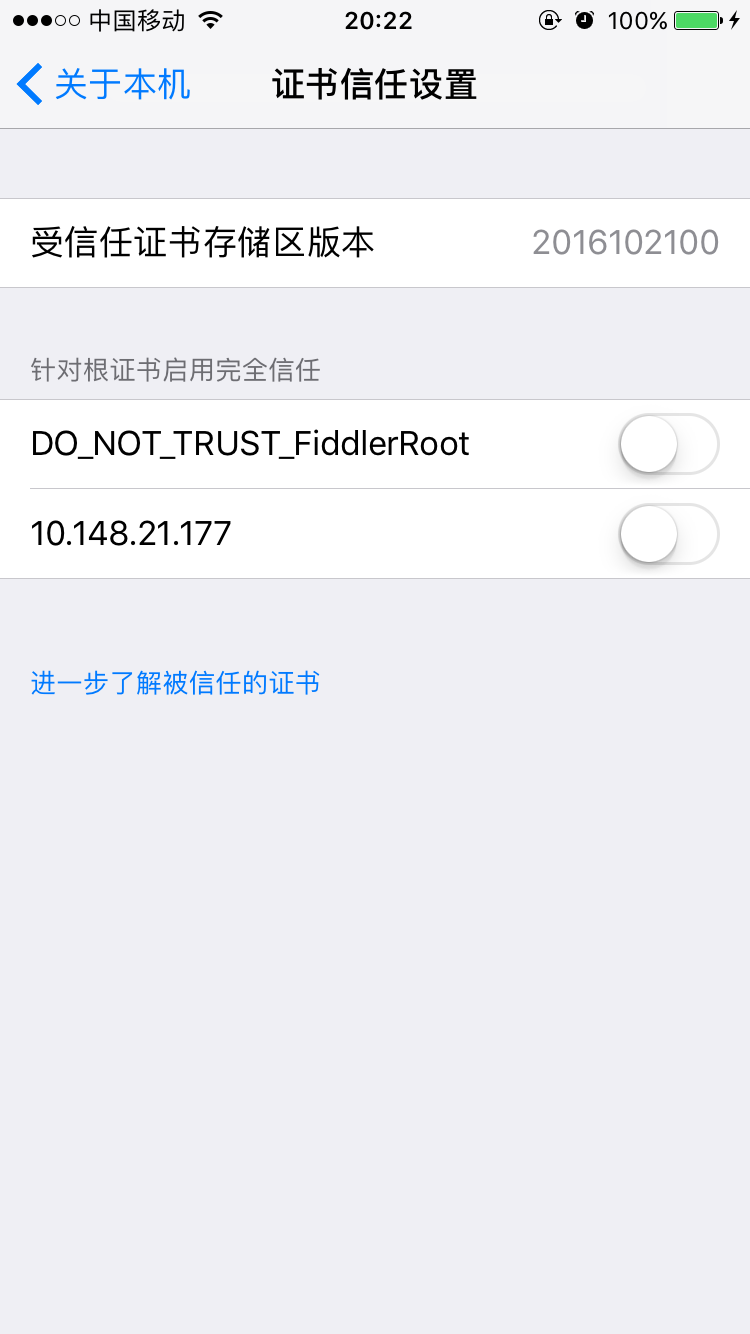 中国移动 20:22 100%
关于本机 证书信任设置
受信任证书存储区版本 2016102100
针对根证书启用完全信任
DO_NOT_TRUST_FiddlerRoot
10.148.21.177
进一步了解被信任的证书